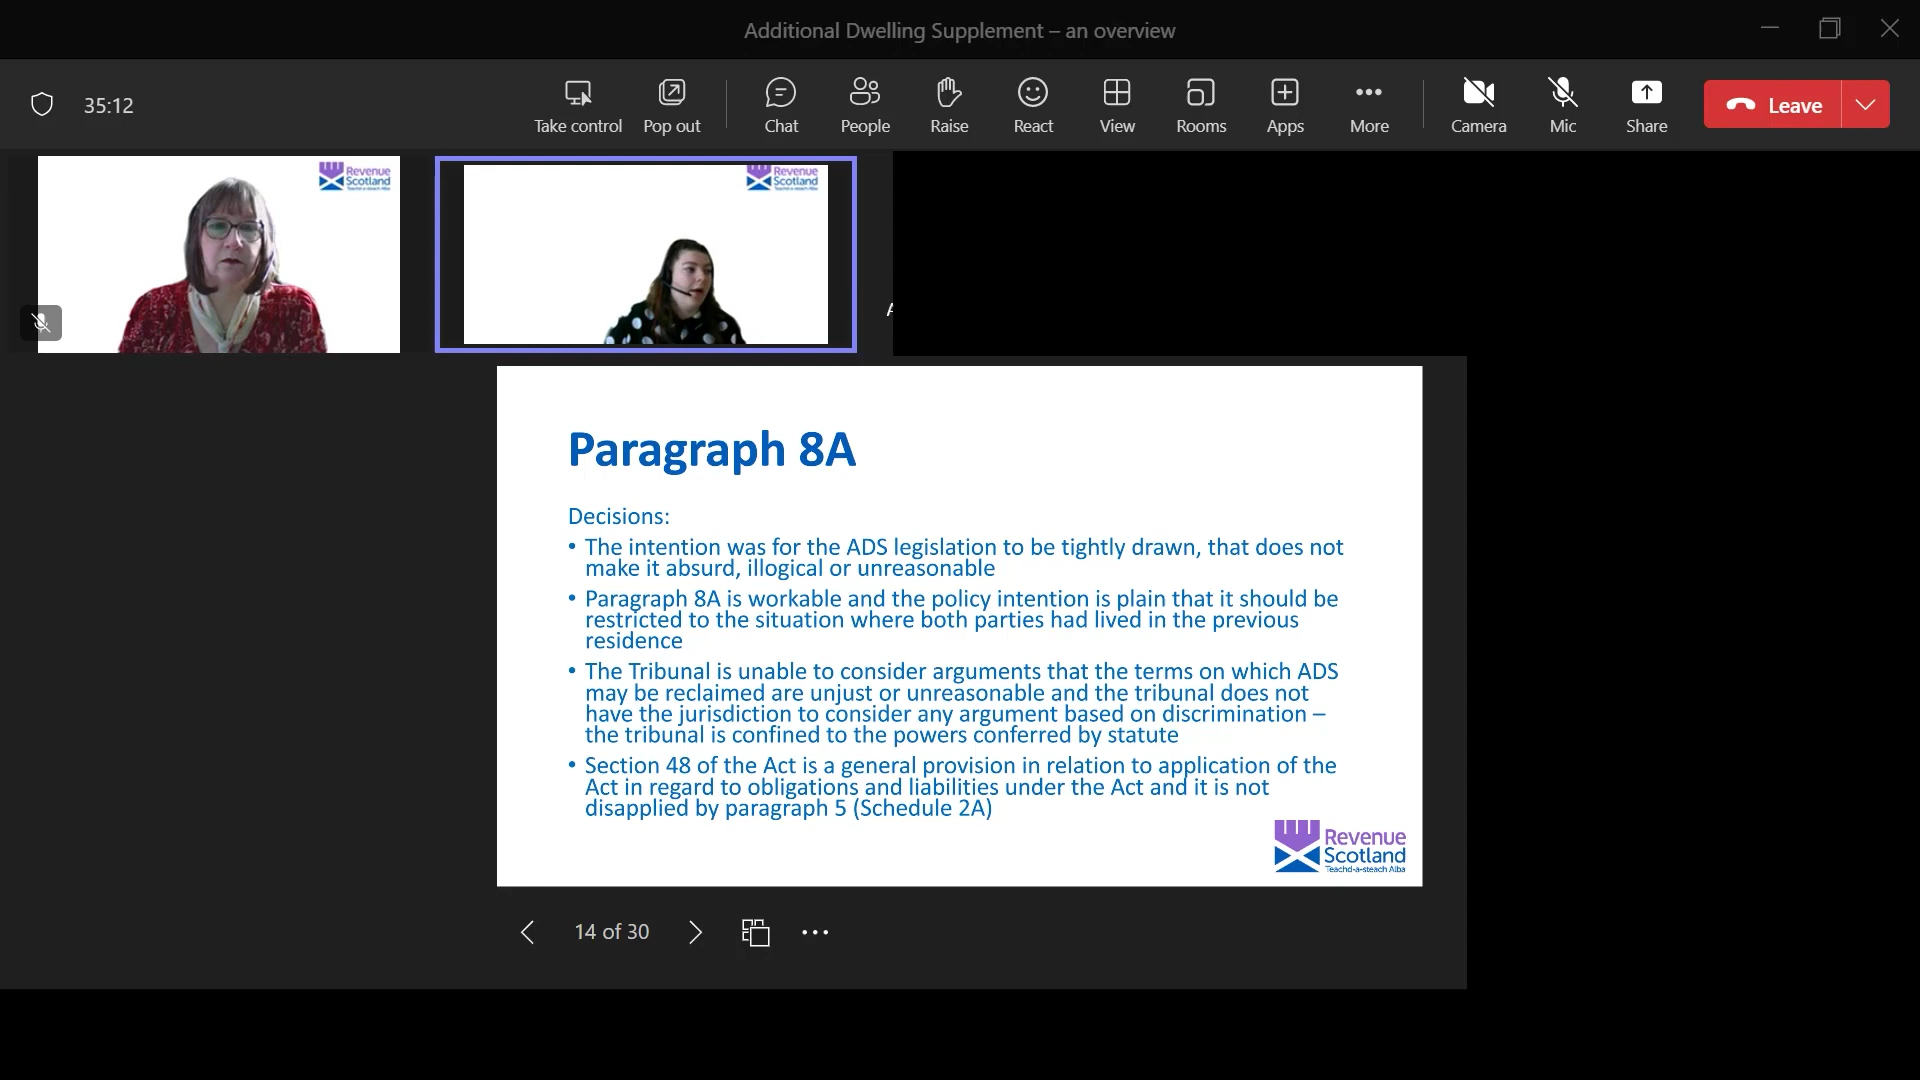 Additional Dwelling Supplement – an overview
35:12
Take control
Pop out
Chat
People
Raise
React
View
Rooms
Apps
More
Camera
Mic
Share
Leave
Revenue
Scotland
Teachd-a-steach Alba
Revenue
Scotland
Teachd-a-steach Alba
A
Paragraph 8A
Decisions:
• The intention was for the ADS legislation to be tightly drawn, that does not
make it absurd, illogical or unreasonable
• Paragraph 8A is workable and the policy intention is plain that it should be
restricted to the situation where both parties had lived in the previous
residence
• The Tribunal is unable to consider arguments that the terms on which ADS
may be reclaimed are unjust or unreasonable and the tribunal does not
have the jurisdiction to consider any argument based on discrimination –
the tribunal is confined to the powers conferred by statute
• Section 48 of the Act is a general provision in relation to application of the
Act in regard to obligations and liabilities under the Act and it is not
disapplied by paragraph 5 (Schedule 2A)
Revenue
Scotland
Teachd-a-steach Alba
14 of 30